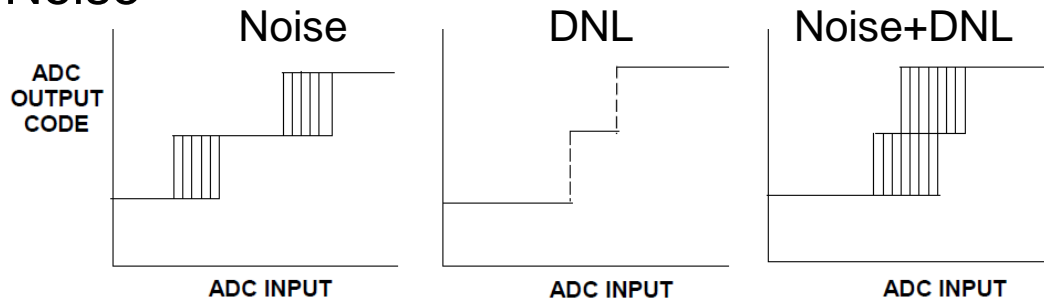 Noise
Noise DNL Noise+DNL
ADC
OUTPUT
CODE
ADC INPUT ADC INPUT ADC INPUT